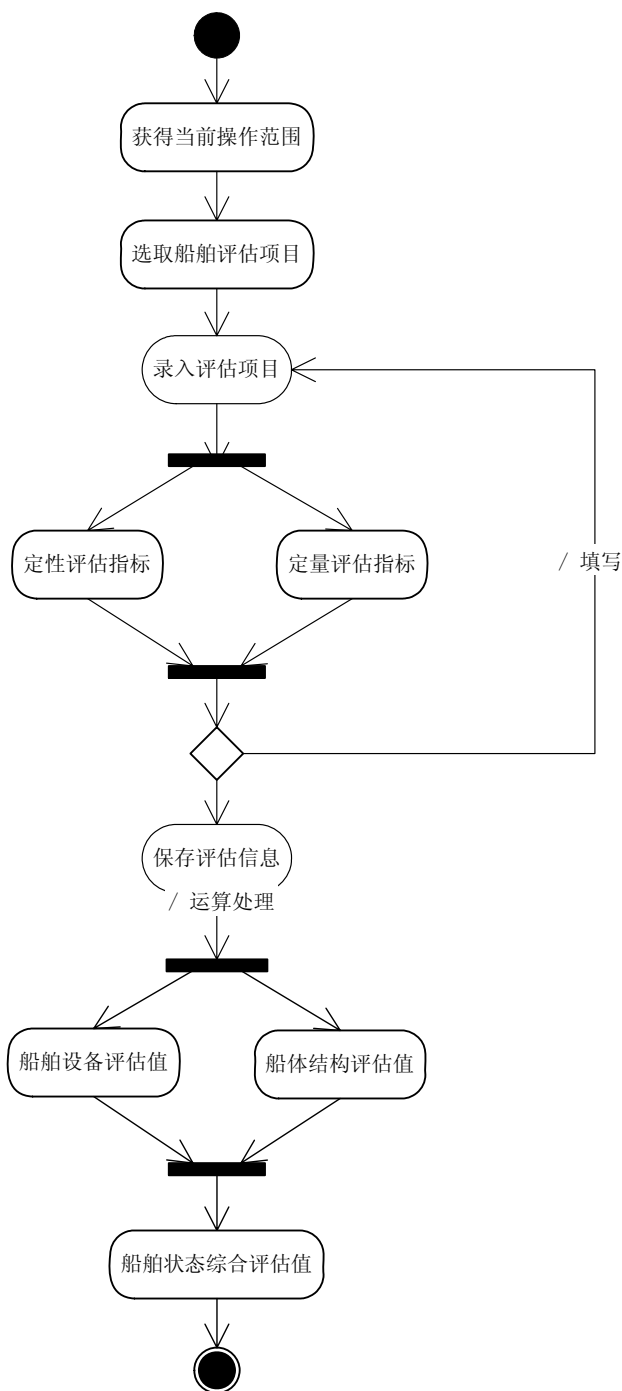 获得当前操作范围
选取船舶评估项目
录入评估项目
定性评估指标
定量评估指标
/ 填写
保存评估信息
/ 运算处理
船舶设备评估值
船体结构评估值
船舶状态综合评估值